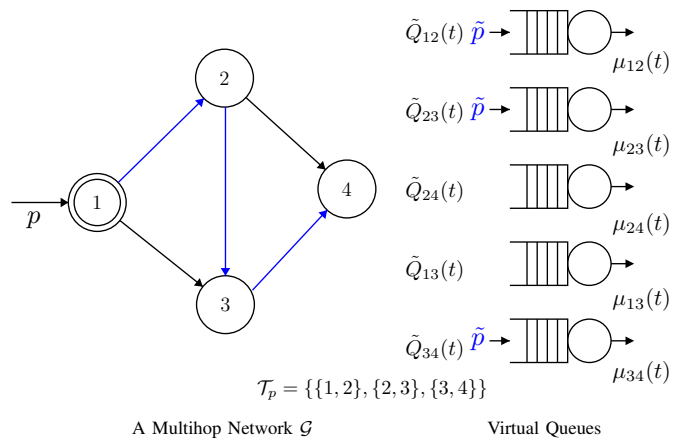 1
2
3
4
p
Q̃₁₂(t) p̃
μ₁₂(t)
Q̃₂₃(t) p̃
μ₂₃(t)
Q̃₂₄(t)
μ₂₄(t)
Q̃₁₃(t)
μ₁₃(t)
Q̃₃₄(t) p̃
μ₃₄(t)
𝒯ₚ = {{1, 2}, {2, 3}, {3, 4}}
A Multihop Network 𝒢
Virtual Queues